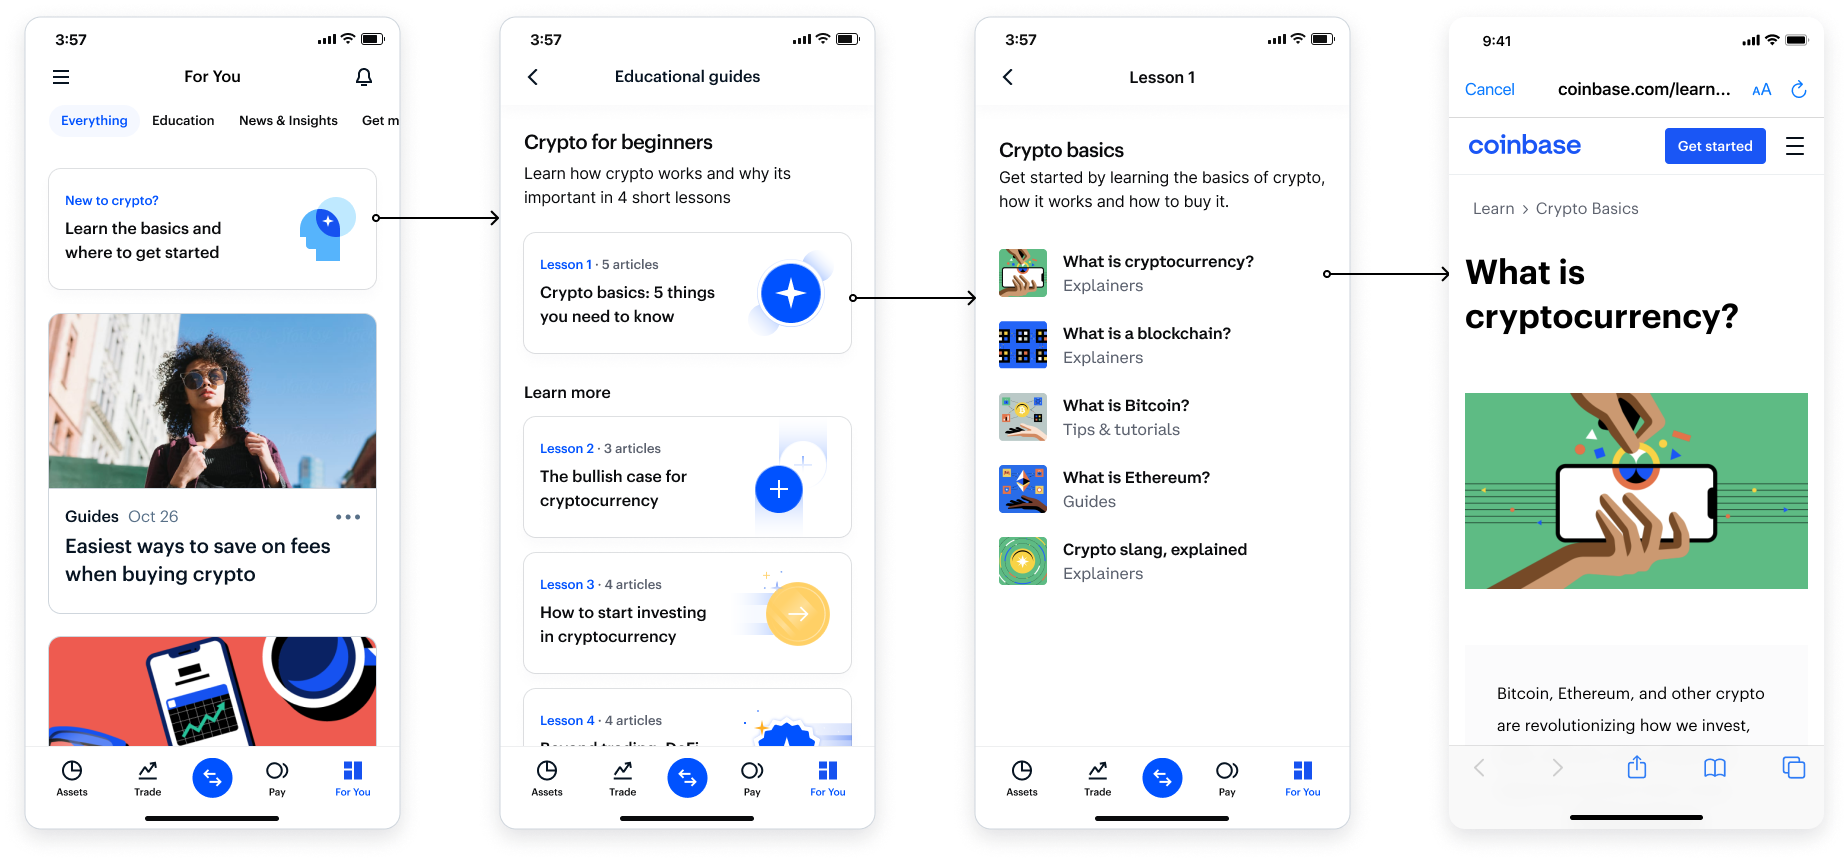 3:57
For You
Everything Education News & Insights Get m
New to crypto?
Learn the basics and
where to get started
Guides Oct 26
Easiest ways to save on fees
when buying crypto
Assets Trade Pay For You
3:57
Educational guides
Crypto for beginners
Learn how crypto works and why its
important in 4 short lessons
Lesson 1 · 5 articles
Crypto basics: 5 things
you need to know
Learn more
Lesson 2 · 3 articles
The bullish case for
cryptocurrency
Lesson 3 · 4 articles
How to start investing
in cryptocurrency
Lesson 4 · 4 articles
Beyond trading: DeFi
Assets Trade Pay For You
3:57
Lesson 1
Crypto basics
Get started by learning the basics of crypto,
how it works and how to buy it.
What is cryptocurrency?
Explainers
What is a blockchain?
Explainers
What is Bitcoin?
Tips & tutorials
What is Ethereum?
Guides
Crypto slang, explained
Explainers
Assets Trade Pay For You
9:41
Cancel coinbase.com/learn... AA
coinbase Get started
Learn > Crypto Basics
What is
cryptocurrency?
Bitcoin, Ethereum, and other crypto
are revolutionizing how we invest,